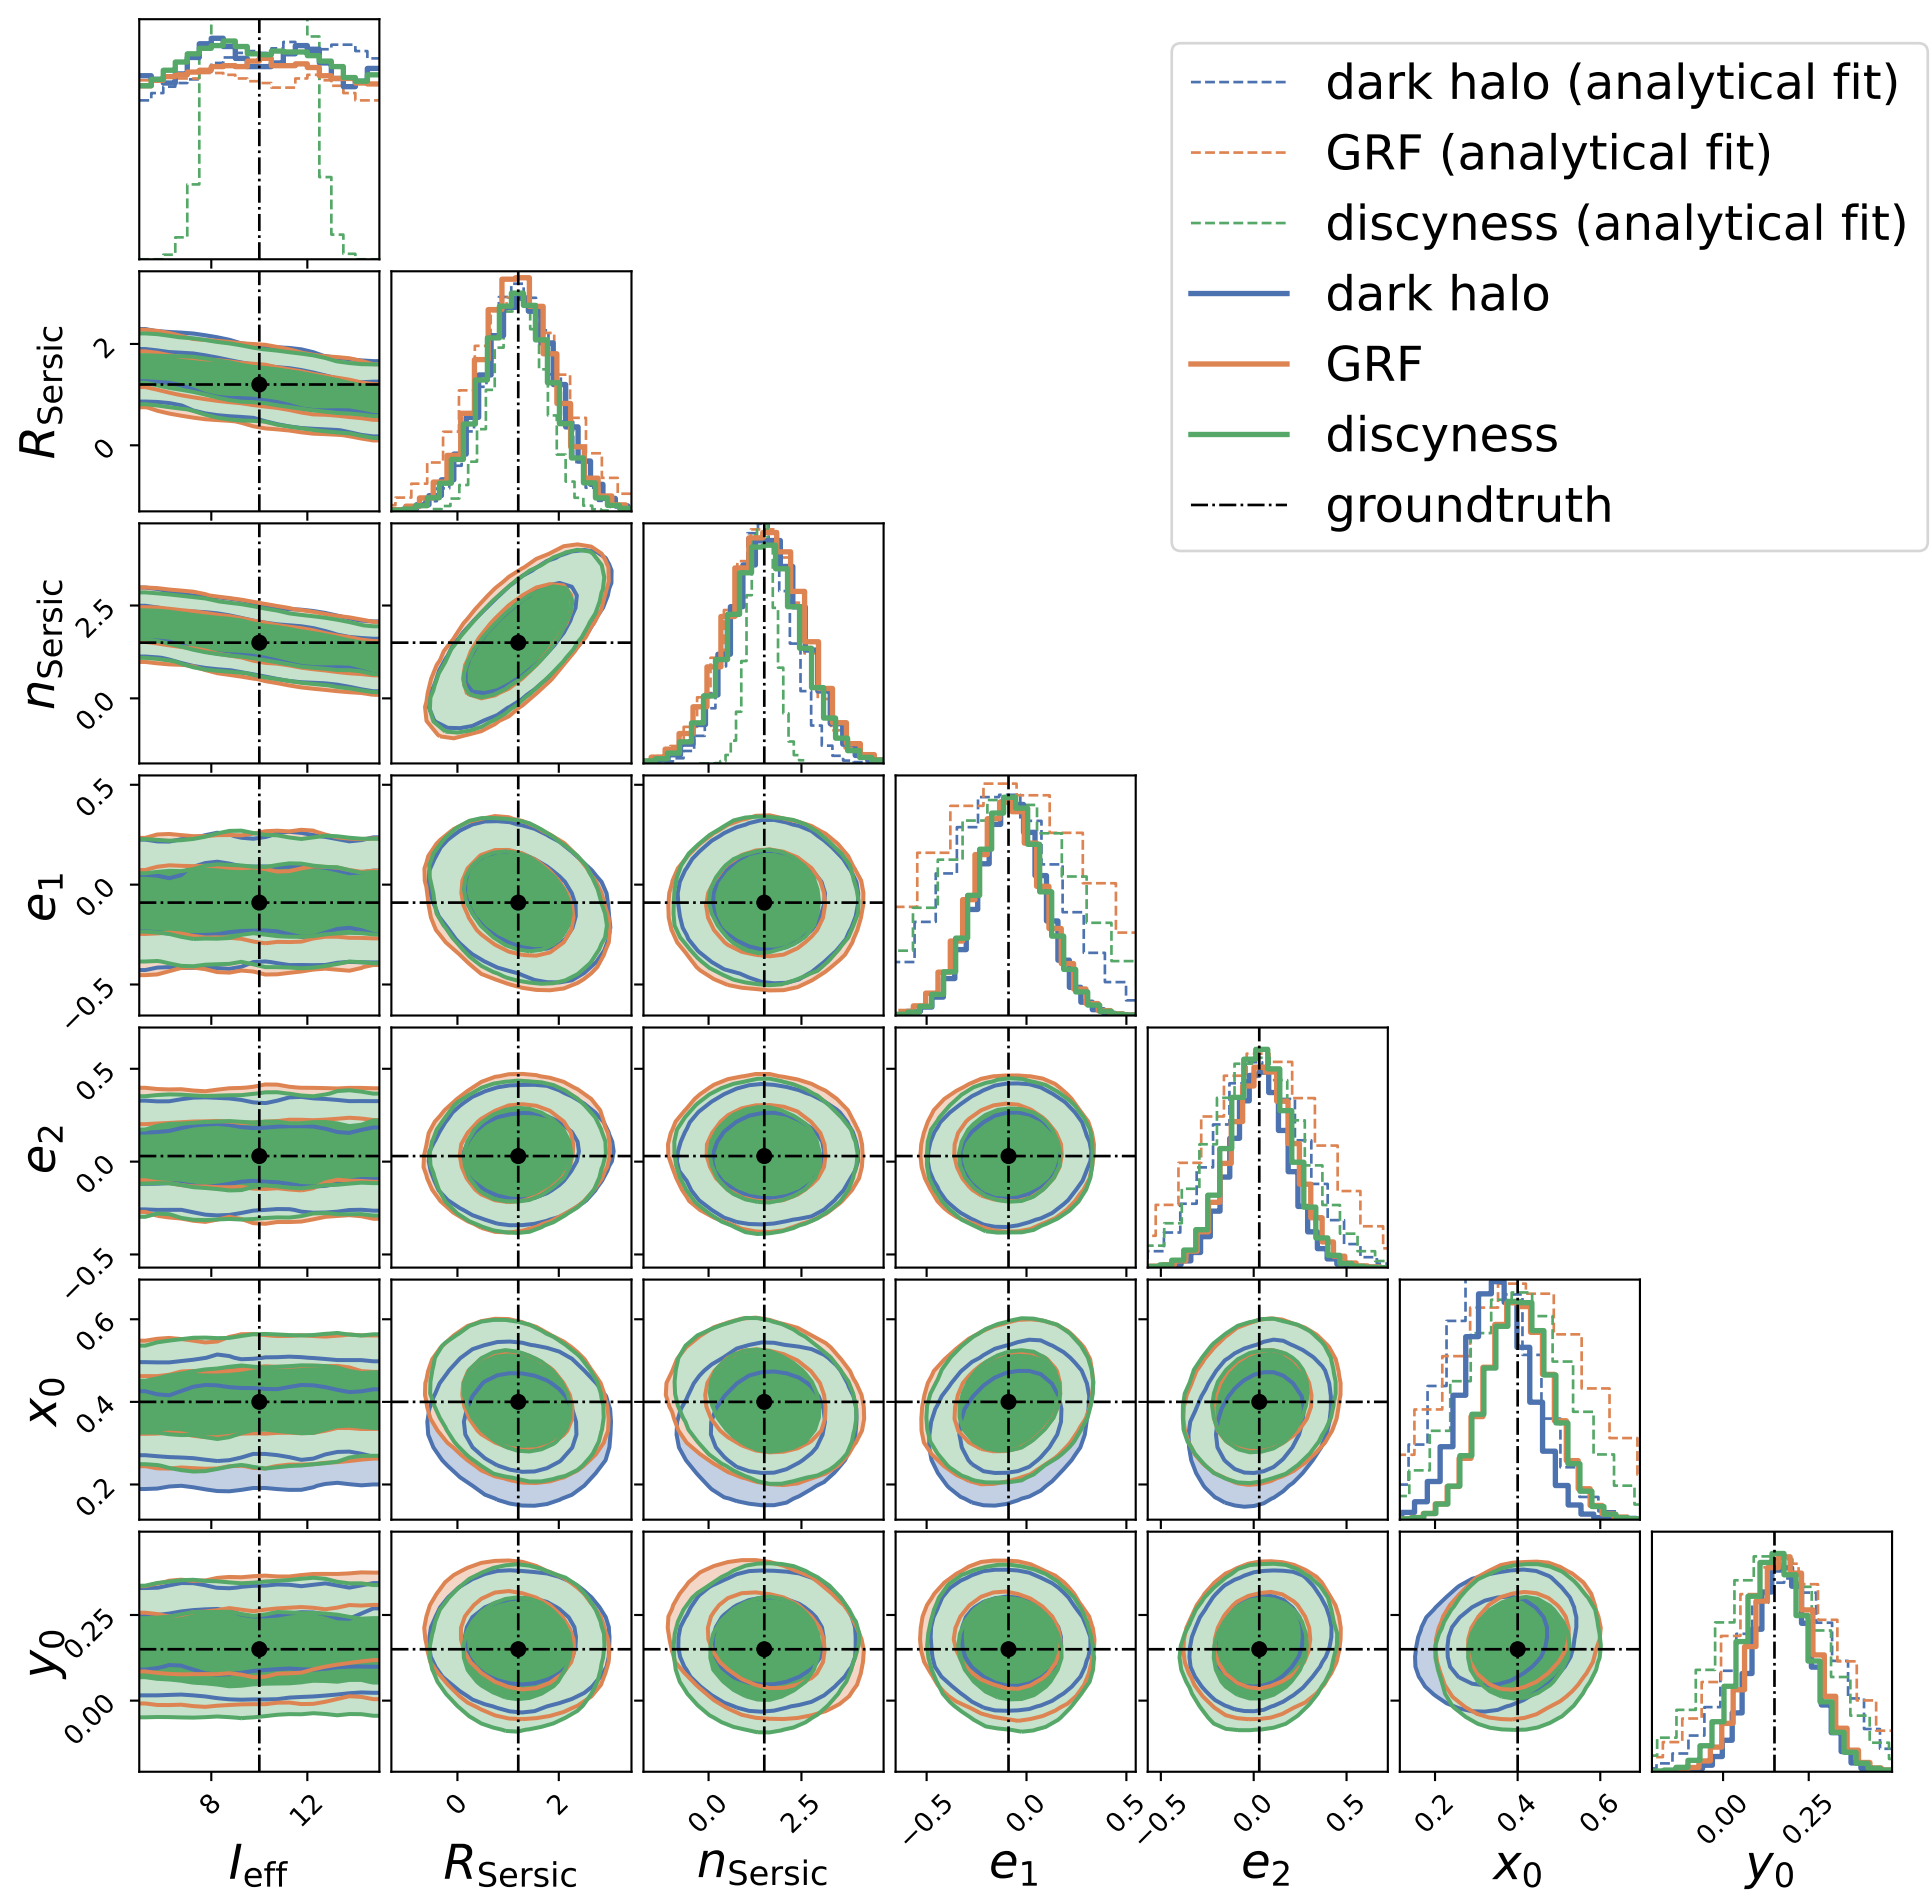 dark halo (analytical fit)
GRF (analytical fit)
discyness (analytical fit)
dark halo
GRF
discyness
groundtruth
2
0
R_Sersic
2.5
0.0
n_Sersic
0.5
0.0
−0.5
e_1
0.5
0.0
−0.5
e_2
0.6
0.4
0.2
x_0
0.25
0.00
y_0
8 12 0 2 0.0 2.5 −0.5 0.0 0.5 −0.5 0.0 0.5 0.2 0.4 0.6 0.00 0.25
I_eff R_Sersic n_Sersic e_1 e_2 x_0 y_0